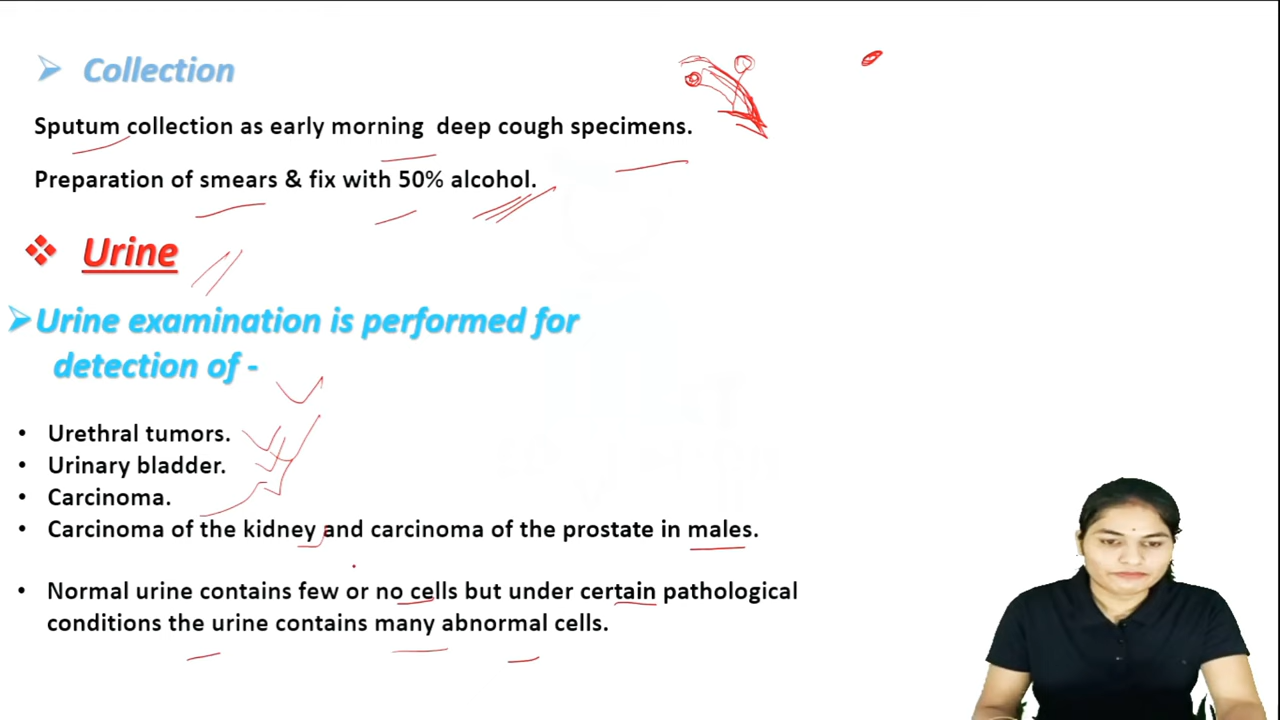 Collection
Sputum collection as early morning deep cough specimens.
Preparation of smears & fix with 50% alcohol.
Urine
Urine examination is performed for
detection of -
• Urethral tumors.
• Urinary bladder.
• Carcinoma.
• Carcinoma of the kidney and carcinoma of the prostate in males.
• Normal urine contains few or no cells but under certain pathological
conditions the urine contains many abnormal cells.